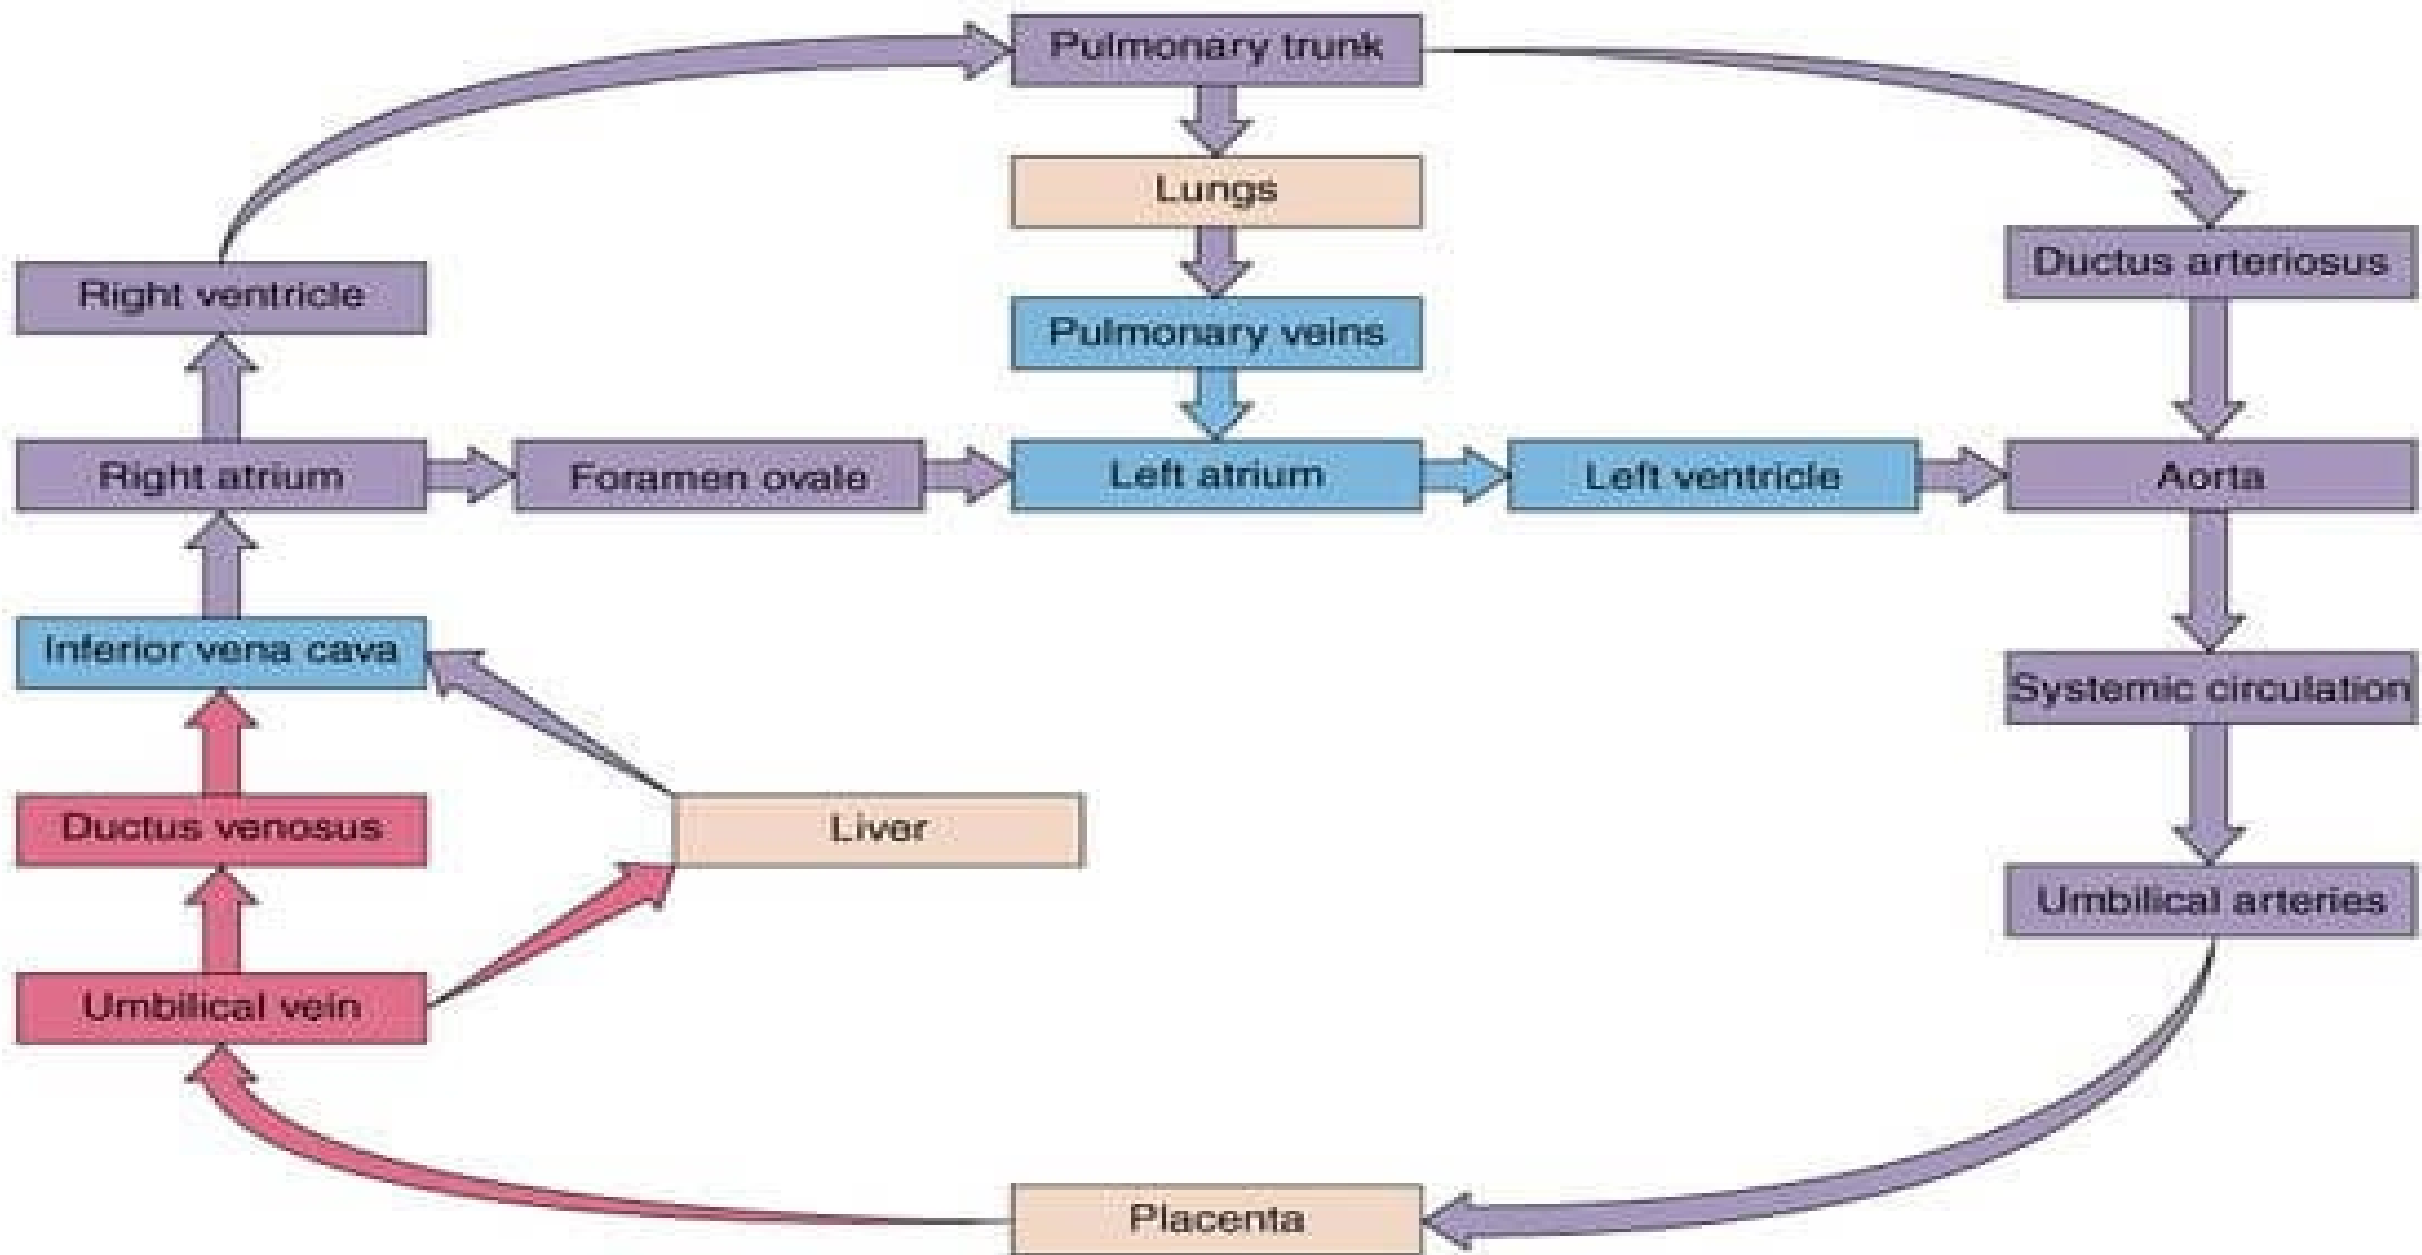 Pulmonary trunk
Lungs
Ductus arteriosus
Right ventricle
Pulmonary veins
Right atrium
Foramen ovale
Left atrium
Left ventricle
Aorta
Inferior vena cava
Systemic circulation
Ductus venosus
Liver
Umbilical arteries
Umbilical vein
Placenta